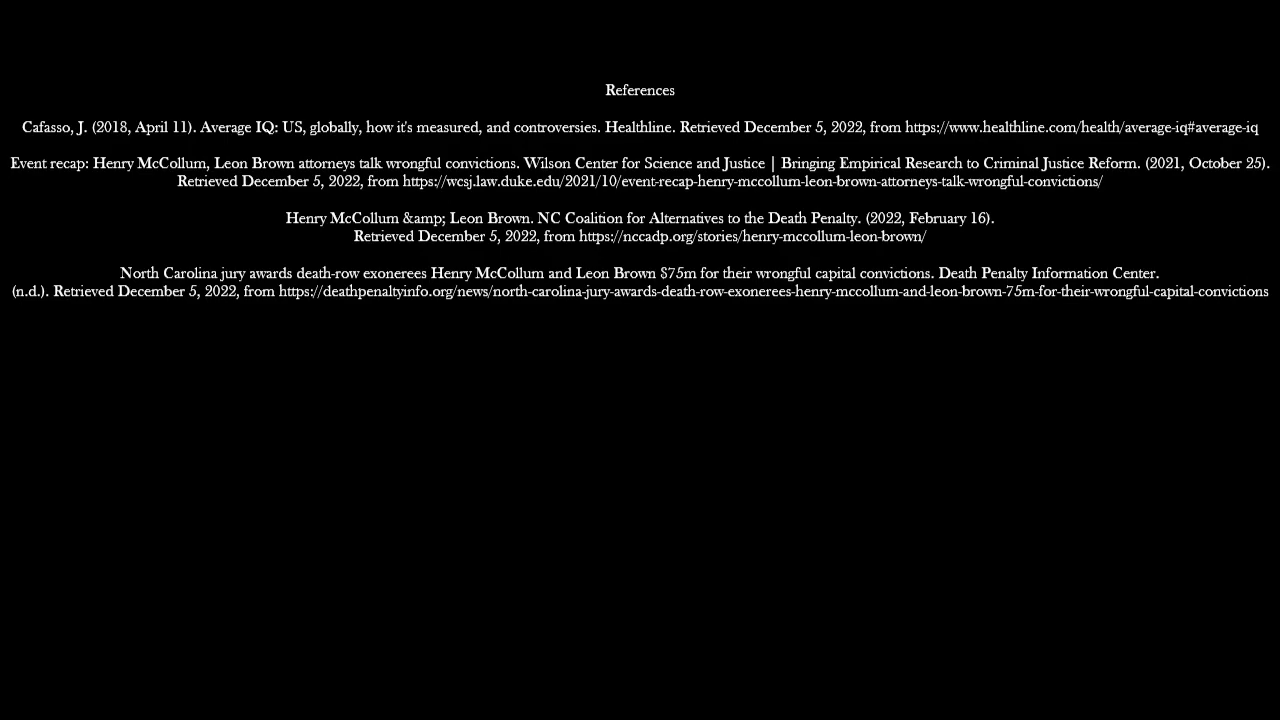 References
Cafasso, J. (2018, April 11). Average IQ: US, globally, how it's measured, and controversies. Healthline. Retrieved December 5, 2022, from https://www.healthline.com/health/average-iq#average-iq
Event recap: Henry McCollum, Leon Brown attorneys talk wrongful convictions. Wilson Center for Science and Justice | Bringing Empirical Research to Criminal Justice Reform. (2021, October 25).
Retrieved December 5, 2022, from https://wcsj.law.duke.edu/2021/10/event-recap-henry-mccollum-leon-brown-attorneys-talk-wrongful-convictions/
Henry McCollum &amp; Leon Brown. NC Coalition for Alternatives to the Death Penalty. (2022, February 16).
Retrieved December 5, 2022, from https://nccadp.org/stories/henry-mccollum-leon-brown/
North Carolina jury awards death-row exonerees Henry McCollum and Leon Brown $75m for their wrongful capital convictions. Death Penalty Information Center.
(n.d.). Retrieved December 5, 2022, from https://deathpenaltyinfo.org/news/north-carolina-jury-awards-death-row-exonerees-henry-mccollum-and-leon-brown-75m-for-their-wrongful-capital-convictions